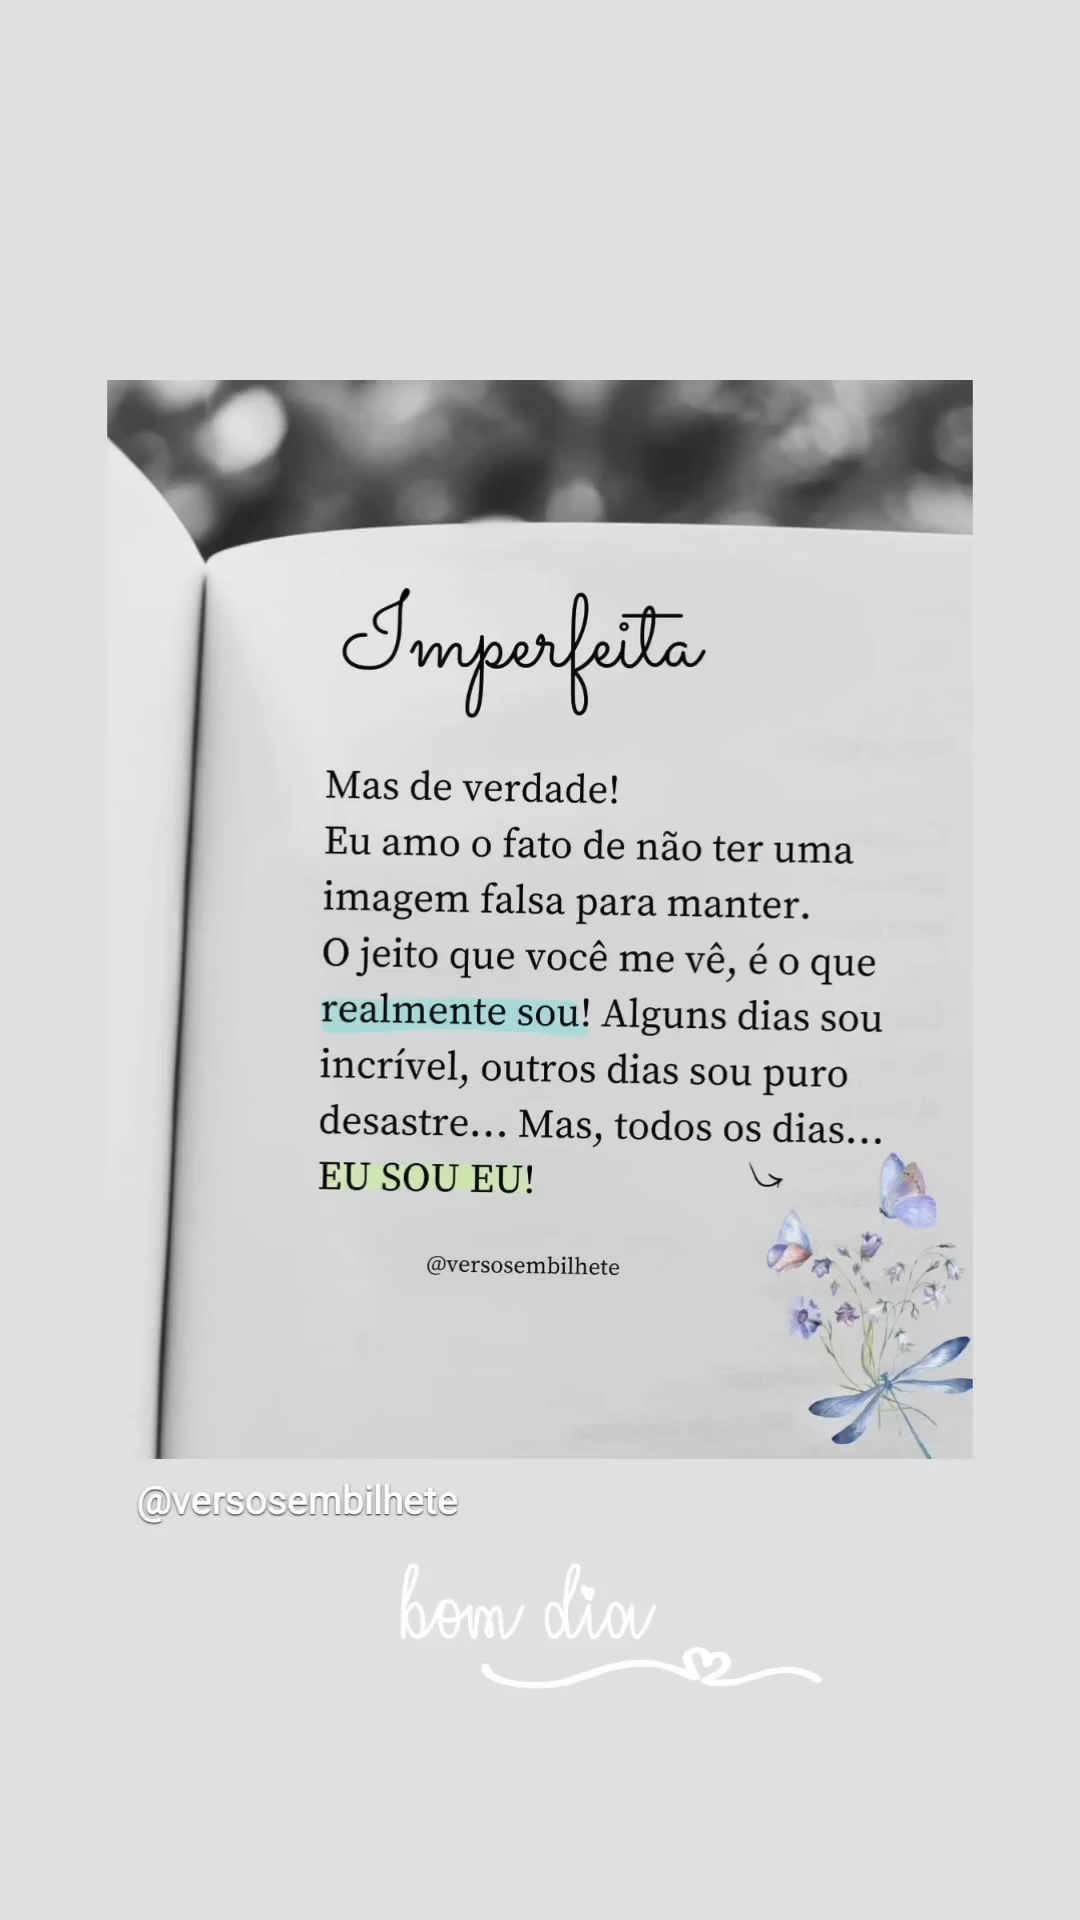 Imperfeita
Mas de verdade!
Eu amo o fato de não ter uma
imagem falsa para manter.
O jeito que você me vê, é o que
realmente sou! Alguns dias sou
incrível, outros dias sou puro
desastre... Mas, todos os dias...
EU SOU EU!
@versosembilhete
@versosembilhete
bom dia